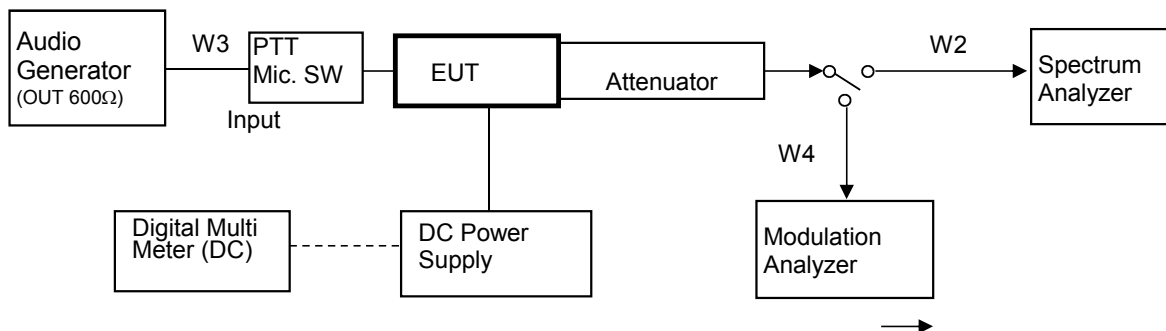 Audio
Generator
(OUT 600Ω)
W3
PTT
Mic. SW
Input
EUT
Attenuator
W2
Spectrum
Analyzer
W4
Digital Multi
Meter (DC)
DC Power
Supply
Modulation
Analyzer